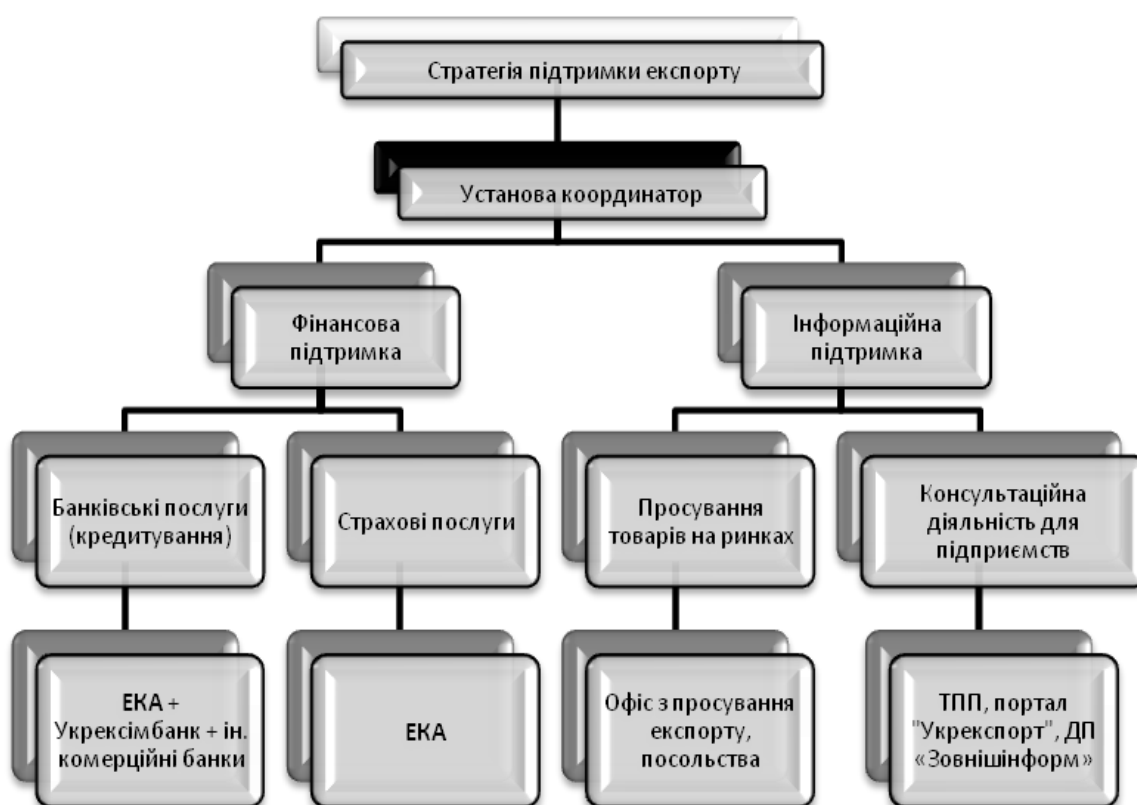 Стратегія підтримки експорту
Установа координатор
Фінансова
підтримка
Інформаційна
підтримка
Банківські послуги
(кредитування)
Страхові послуги
Просування
товарів на ринках
Консультаційна
діяльність для
підприємств
ЕКА +
Укрексімбанк + ін.
комерційні банки
ЕКА
Офіс з просування
експорту,
посольства
ТПП, портал
"Укрекспорт", ДП
«Зовнішінформ»